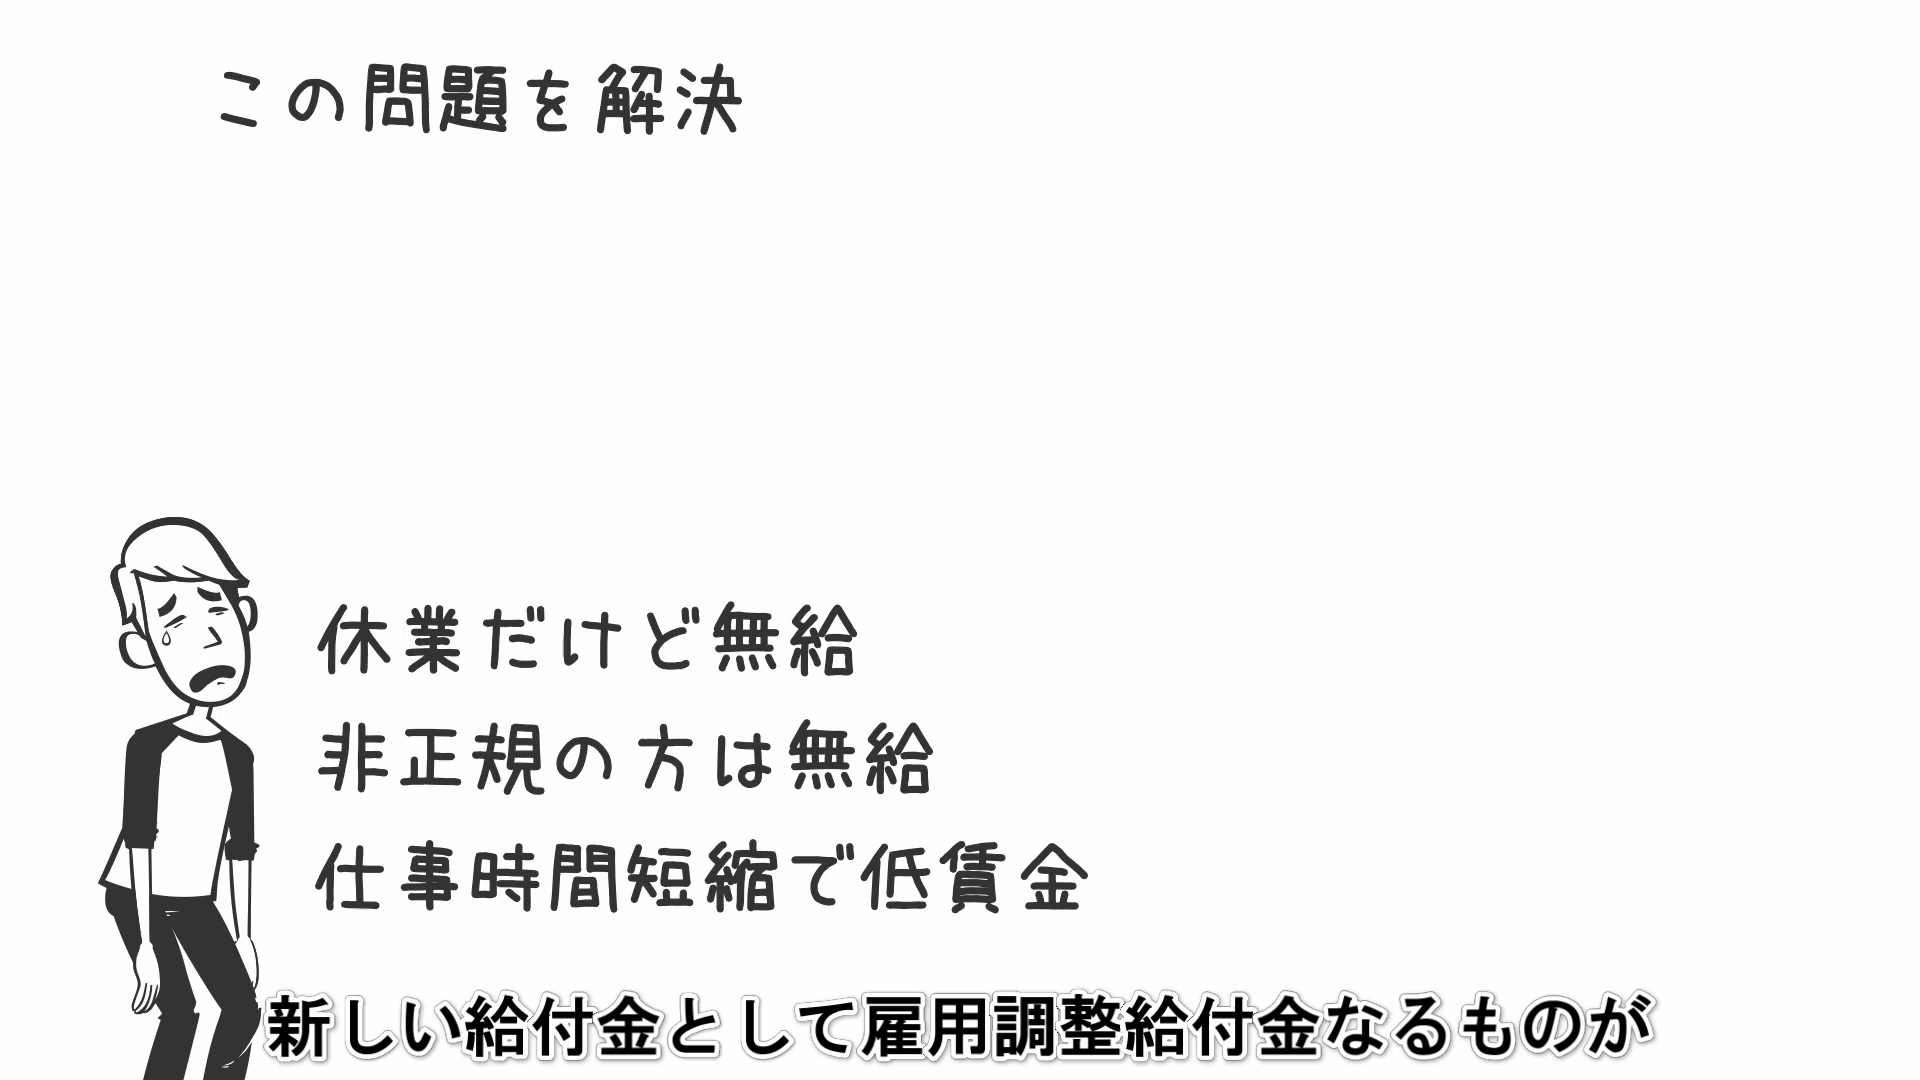 この問題を解決
休業だけど無給
非正規の方は無給
仕事時間短縮で低賃金
新しい給付金として雇用調整給付金なるものが